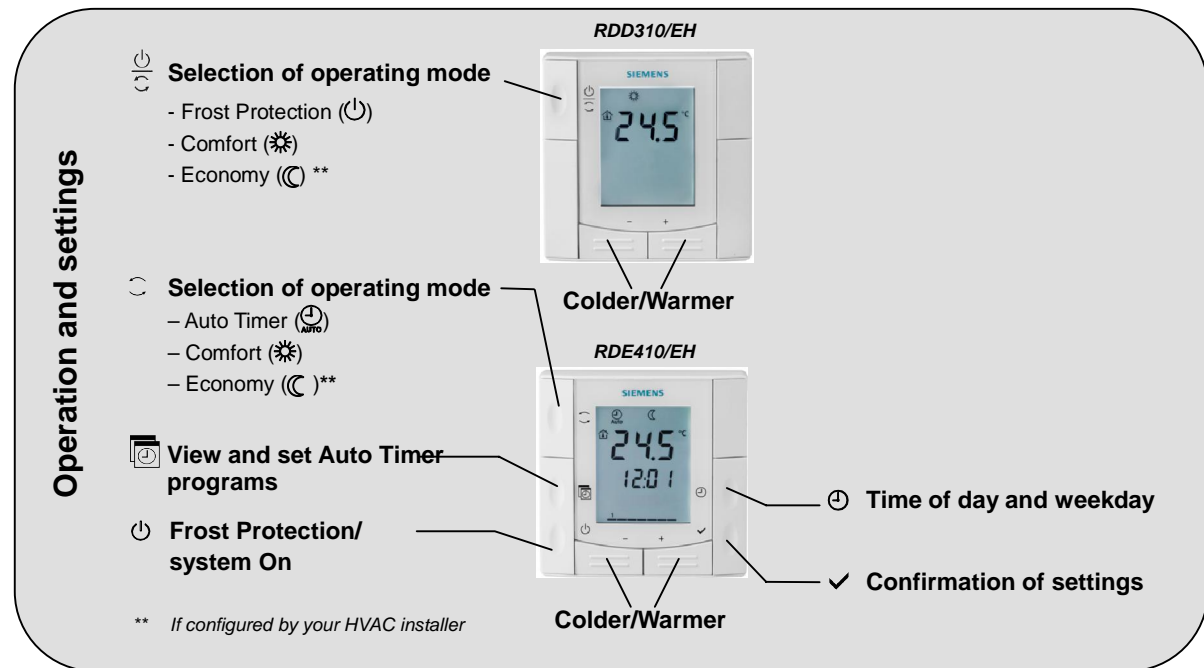 Operation and settings
RDD310/EH
Selection of operating mode
- Frost Protection (⏻)
- Comfort (☼)
- Economy (☾) **
SIEMENS
24.5 °C
- +
Colder/Warmer
Selection of operating mode
– Auto Timer (AUTO)
– Comfort (☼)
– Economy (☾ )**
RDE410/EH
SIEMENS
AUTO
24.5 °C
12:01
1
- +
View and set Auto Timer
programs
Time of day and weekday
Frost Protection/
system On
✓ Confirmation of settings
Colder/Warmer
** If configured by your HVAC installer